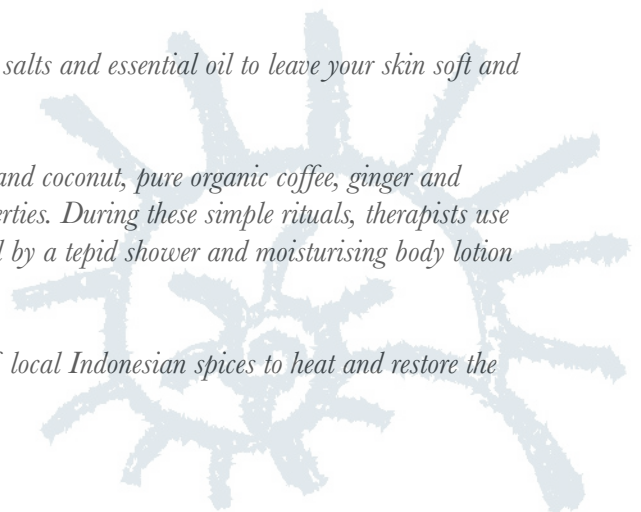 salts and essential oil to leave your skin soft and
and coconut, pure organic coffee, ginger and
During these simple rituals, therapists use
by a tepid shower and moisturising body lotion
local Indonesian spices to heat and restore the